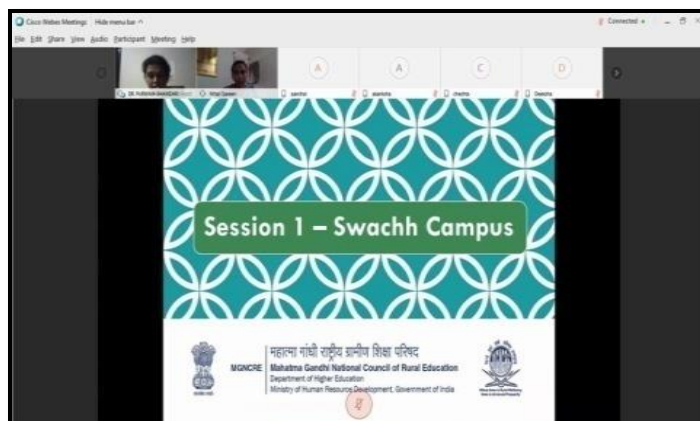 Cisco Webex Meetings Hide menu bar ^
Connected
File Edit Share View Audio Participant Meeting Help
A
A
C
D
Session 1 – Swachh Campus
महात्मा गांधी राष्ट्रीय ग्रामीण शिक्षा परिषद
MGNCRE Mahatma Gandhi National Council of Rural Education
Department of Higher Education
Ministry of Human Resource Development, Government of India